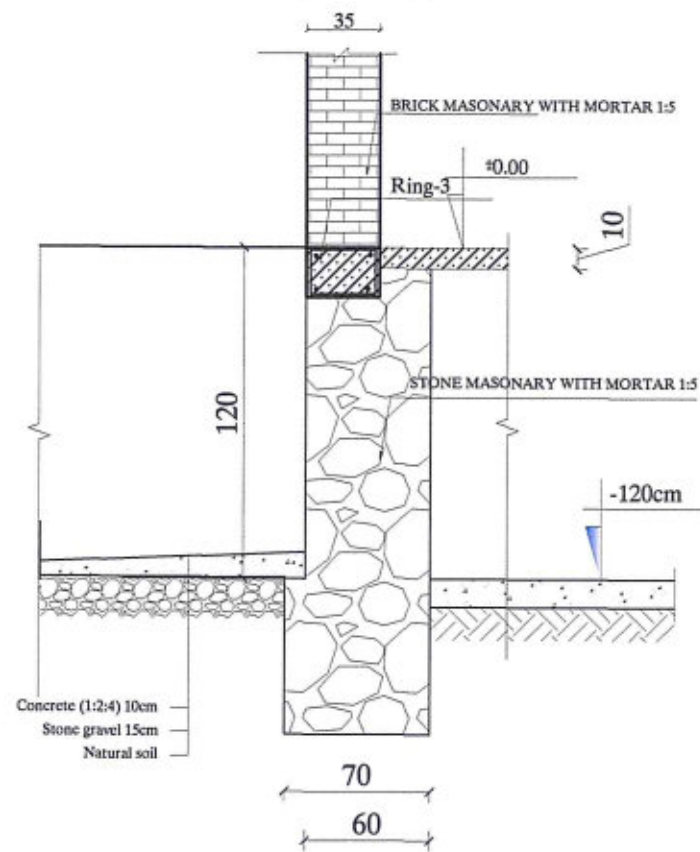 35
BRICK MASONARY WITH MORTAR 1:5
±0.00
Ring-3
10
STONE MASONARY WITH MORTAR 1:5
120
-120cm
Concrete (1:2:4) 10cm
Stone gravel 15cm
Natural soil
70
60